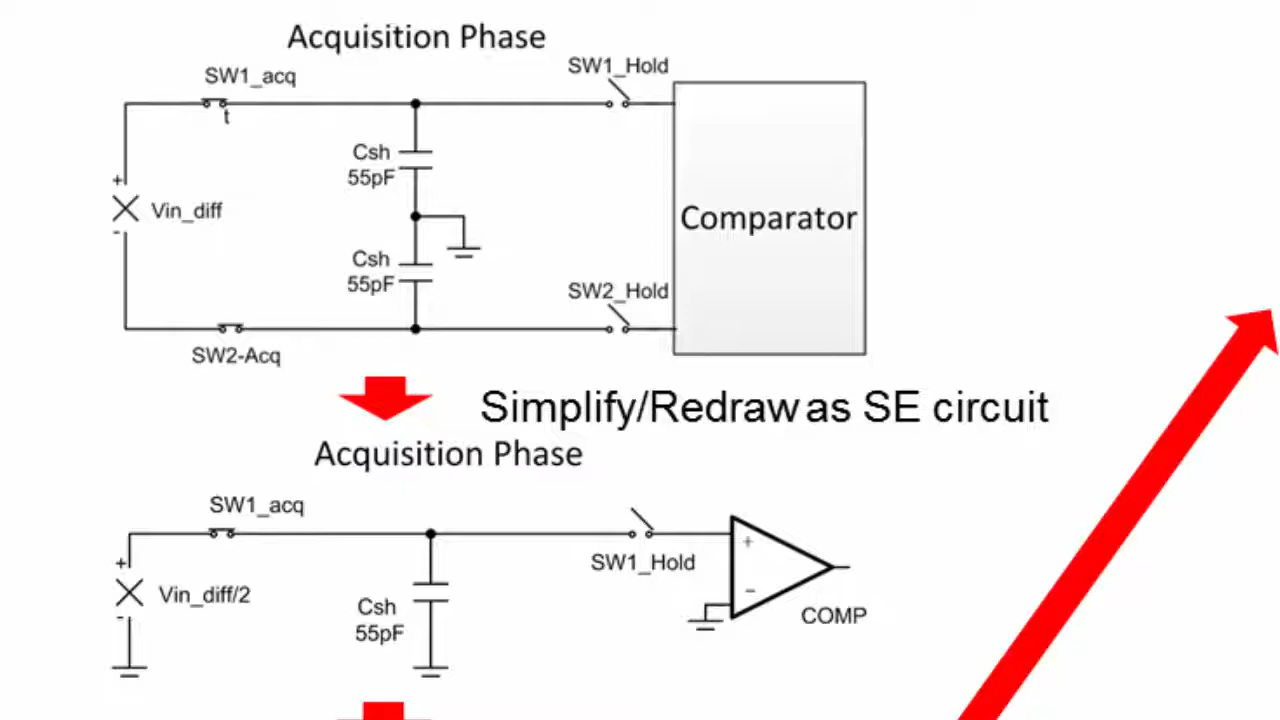 Acquisition Phase
SW1_acq
t
SW1_Hold
Csh
55pF
+
Vin_diff
-
Comparator
Csh
55pF
SW2_Hold
SW2-Acq
Simplify/Redraw as SE circuit
Acquisition Phase
SW1_acq
+
Vin_diff/2
-
Csh
55pF
SW1_Hold
+
-
COMP